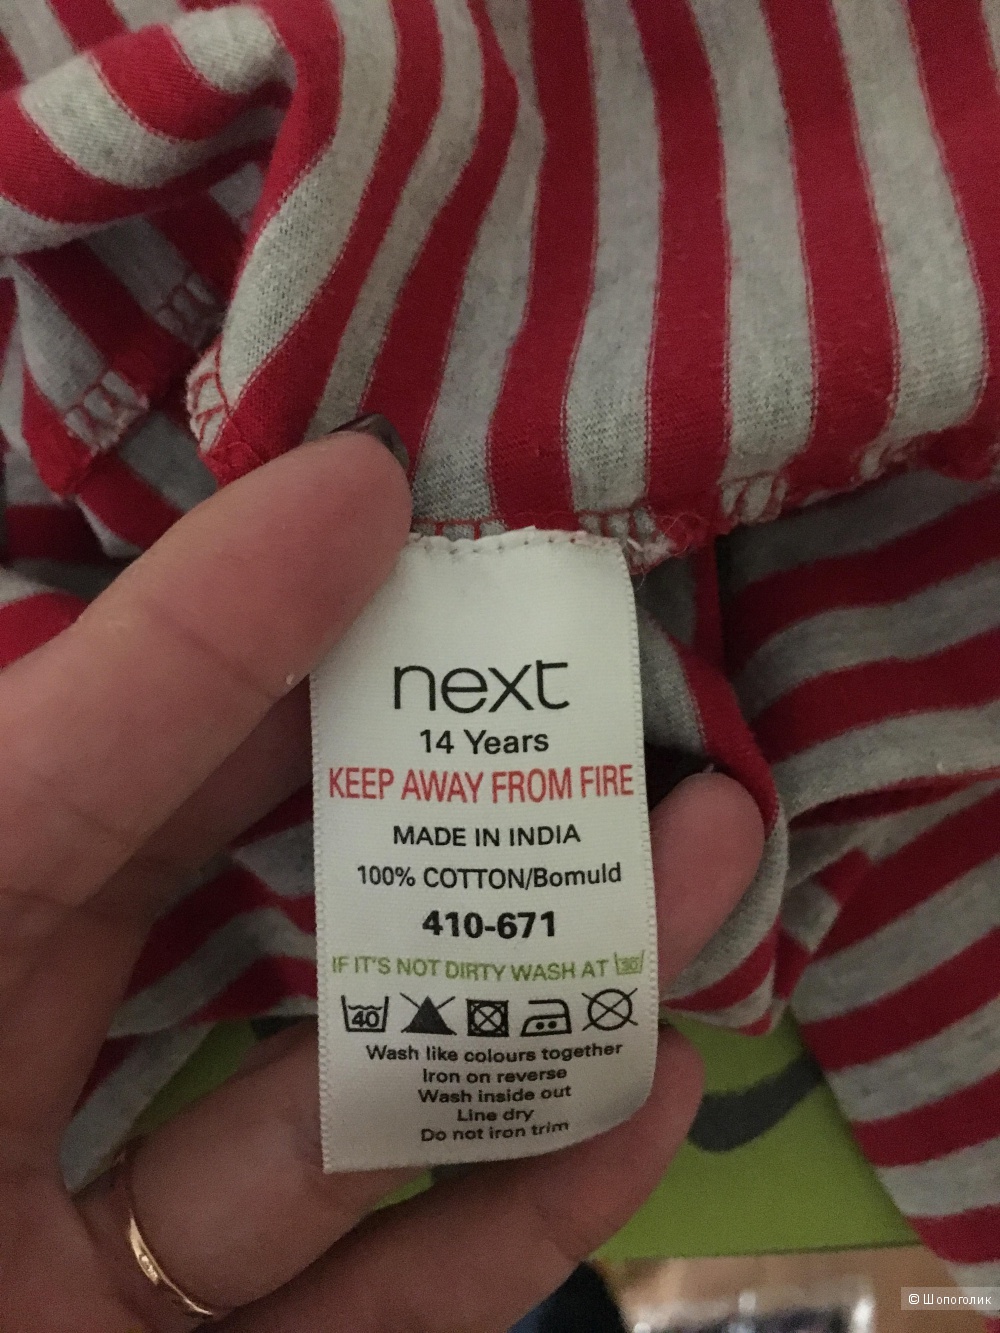 next
14 Years
KEEP AWAY FROM FIRE
MADE IN INDIA
100% COTTON/Bomuld
410-671
IF IT'S NOT DIRTY WASH AT 30
40
Wash like colours together
Iron on reverse
Wash inside out
Line dry
Do not iron trim
© Шопоголик